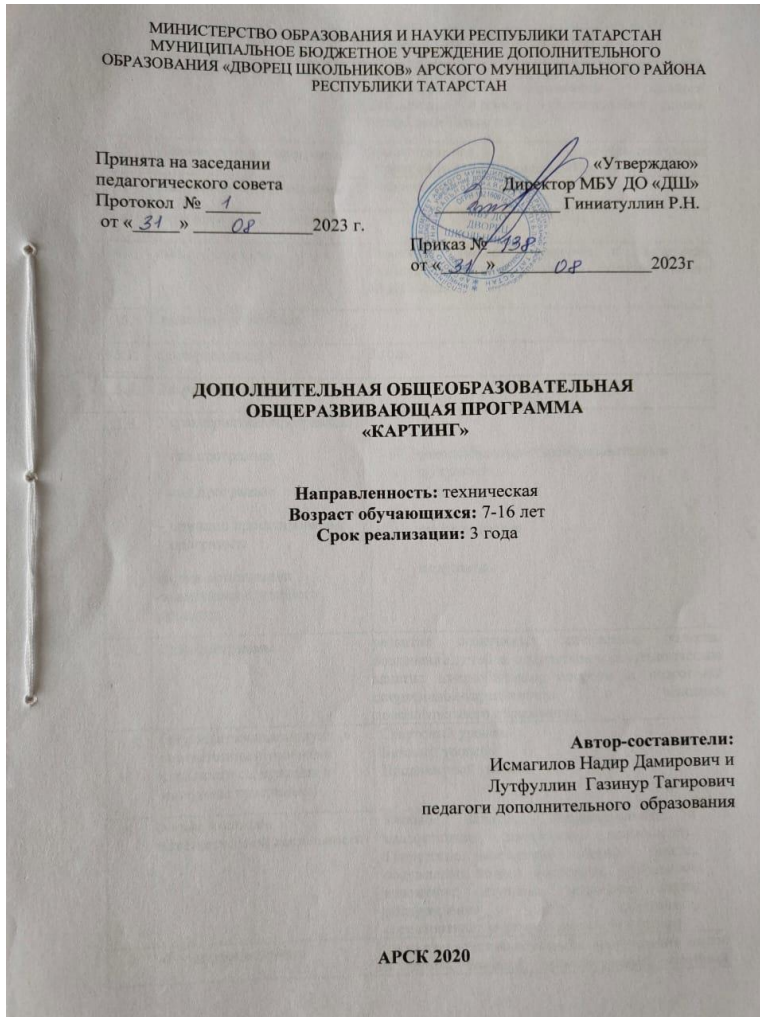 МИНИСТЕРСТВО ОБРАЗОВАНИЯ И НАУКИ РЕСПУБЛИКИ ТАТАРСТАН
МУНИЦИПАЛЬНОЕ БЮДЖЕТНОЕ УЧРЕЖДЕНИЕ ДОПОЛНИТЕЛЬНОГО
ОБРАЗОВАНИЯ «ДВОРЕЦ ШКОЛЬНИКОВ» АРСКОГО МУНИЦИПАЛЬНОГО РАЙОНА
РЕСПУБЛИКИ ТАТАРСТАН
Принята на заседании
педагогического совета
Протокол № 1
от «31» 08 2023 г.
«Утверждаю»
Директор МБУ ДО «ДШ»
Гиниатуллин Р.Н.
Приказ № 138
от «31» 08 2023г
ДВОРЕЦ
ДОПОЛНИТЕЛЬНАЯ ОБЩЕОБРАЗОВАТЕЛЬНАЯ
ОБЩЕРАЗВИВАЮЩАЯ ПРОГРАММА
«КАРТИНГ»
Направленность: техническая
Возраст обучающихся: 7-16 лет
Срок реализации: 3 года
Автор-составители:
Исмагилов Надир Дамирович и
Лутфуллин Газинур Тагирович
педагоги дополнительного образования
АРСК 2020